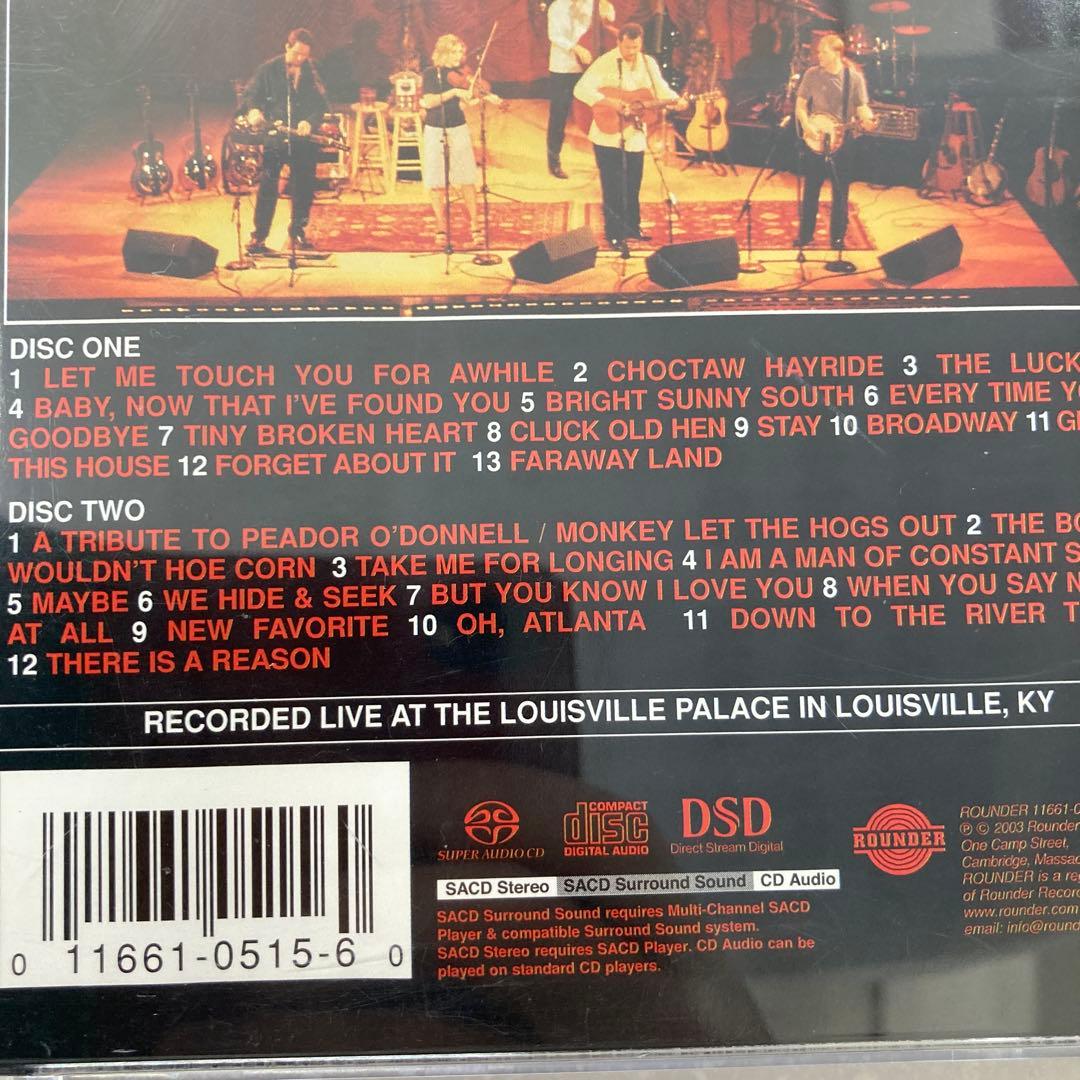 DISC ONE
1 LET ME TOUCH YOU FOR AWHILE 2 CHOCTAW HAYRIDE 3 THE LUCK
4 BABY, NOW THAT I'VE FOUND YOU 5 BRIGHT SUNNY SOUTH 6 EVERY TIME
GOODBYE 7 TINY BROKEN HEART 8 CLUCK OLD HEN 9 STAY 10 BROADWAY 11
THIS HOUSE 12 FORGET ABOUT IT 13 FARAWAY LAND
DISC TWO
1 A TRIBUTE TO PEADOR O'DONNELL / MONKEY LET THE HOGS OUT 2 THE
WOULDN'T HOE CORN 3 TAKE ME FOR LONGING 4 I AM A MAN OF CONSTANT S
5 MAYBE 6 WE HIDE & SEEK 7 BUT YOU KNOW I LOVE YOU 8 WHEN YOU SAY N
AT ALL 9 NEW FAVORITE 10 OH, ATLANTA 11 DOWN TO THE RIVER T
12 THERE IS A REASON
RECORDED LIVE AT THE LOUISVILLE PALACE IN LOUISVILLE, KY
0 11661-0515-6 0
SUPER AUDIO CD
COMPACT
disc
DIGITAL AUDIO
DSD
Direct Stream Digital
SACD Stereo SACD Surround Sound CD Audio
SACD Surround Sound requires Multi-Channel SACD
Player & compatible Surround Sound system.
SACD Stereo requires SACD Player. CD Audio can be
played on standard CD players.
ROUNDER
ROUNDER 11661-0
℗ © 2003 Rounder
One Camp Street,
Cambridge, Massac
ROUNDER is a re
of Rounder Record
www.rounder.com
email: info@round